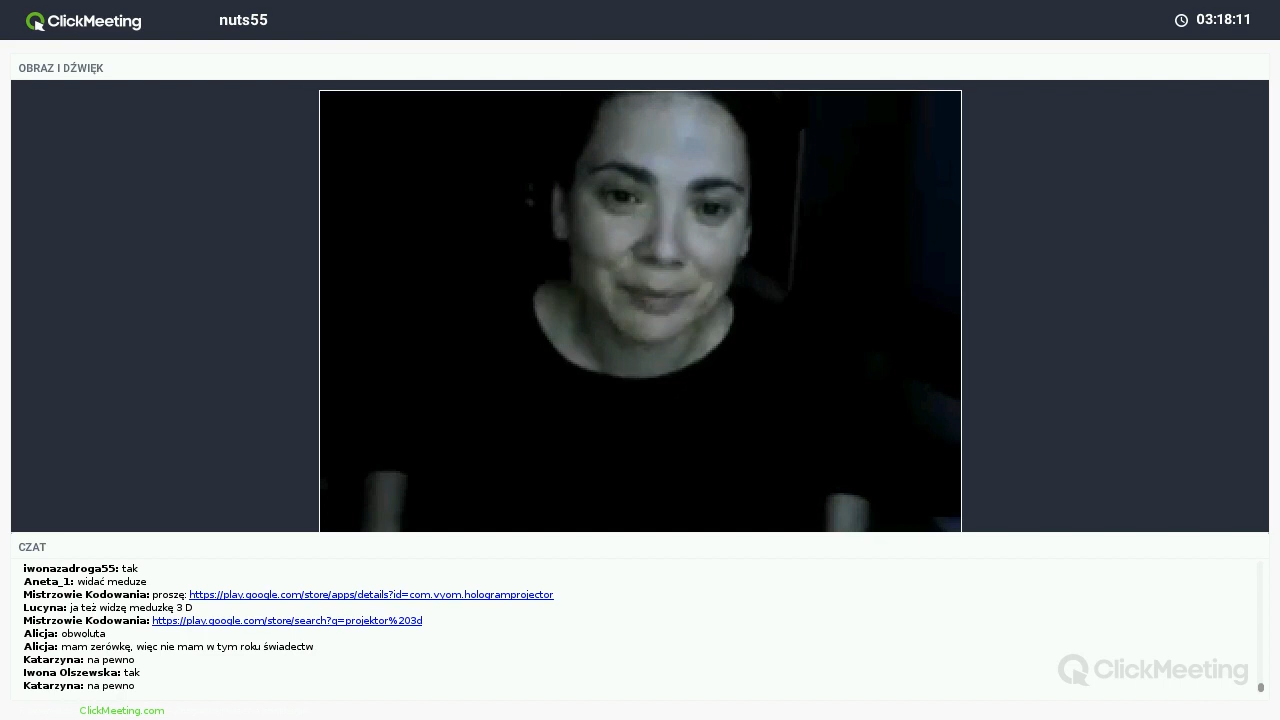 ClickMeeting
nuts55
03:18:11
OBRAZ I DŹWIĘK
CZAT
iwonazadroga55: tak
Aneta_1: widać meduze
Mistrzowie Kodowania: proszę: https://play.google.com/store/apps/details?id=com.vyom.hologramprojector
Lucyna: ja też widzę meduzkę 3 D
Mistrzowie Kodowania: https://play.google.com/store/search?q=projektor%203d
Alicja: obwoluta
Alicja: mam zerówkę, więc nie mam w tym roku świadectw
Katarzyna: na pewno
Iwona Olszewska: tak
Katarzyna: na pewno
ClickMeeting
ClickMeeting.com